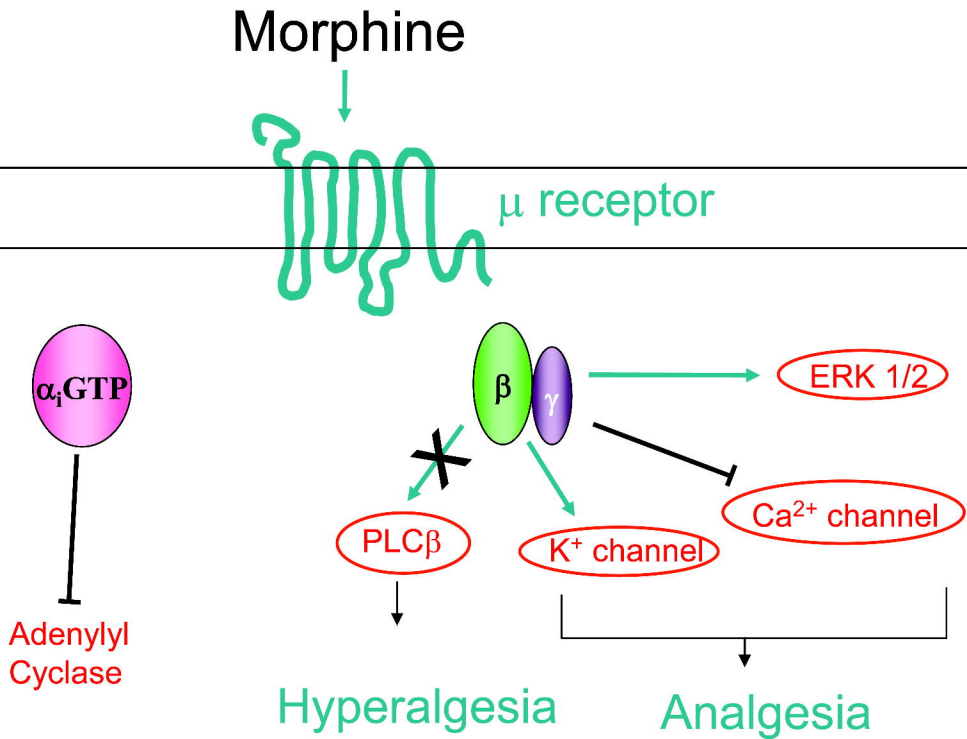 Morphine
μ receptor
αᵢGTP
β
γ
ERK 1/2
Ca²⁺ channel
PLCβ
K⁺ channel
Adenylyl
Cyclase
Hyperalgesia
Analgesia